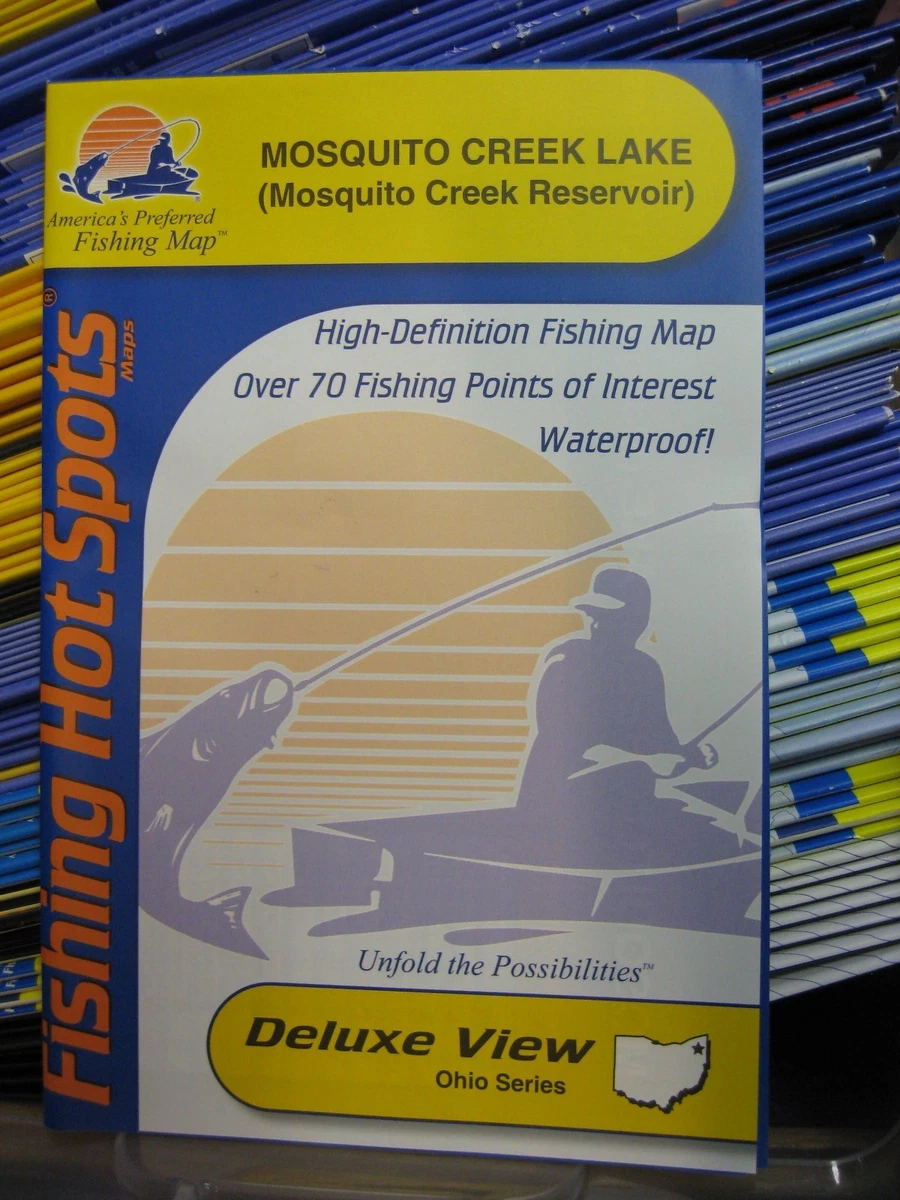 MOSQUITO CREEK LAKE
(Mosquito Creek Reservoir)
America's Preferred
Fishing Map™
Fishing Hot Spots®
Maps
High-Definition Fishing Map
Over 70 Fishing Points of Interest
Waterproof!
Unfold the Possibilities™
Deluxe View
Ohio Series